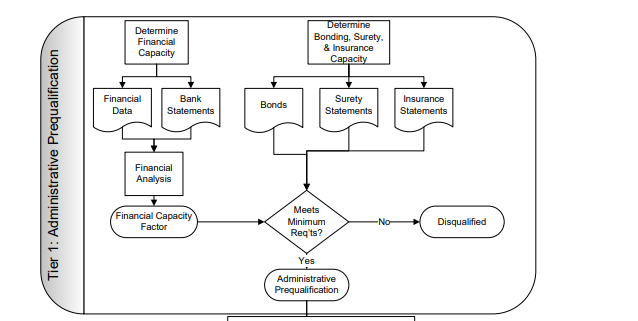 Tier 1: Administrative Prequalification
Determine
Financial
Capacity
Determine
Bonding, Surety,
& Insurance
Capacity
Financial
Data
Bank
Statements
Bonds
Surety
Statements
Insurance
Statements
Financial
Analysis
Financial Capacity
Factor
Meets
Minimum
Req'ts?
No
Disqualified
Yes
Administrative
Prequalification